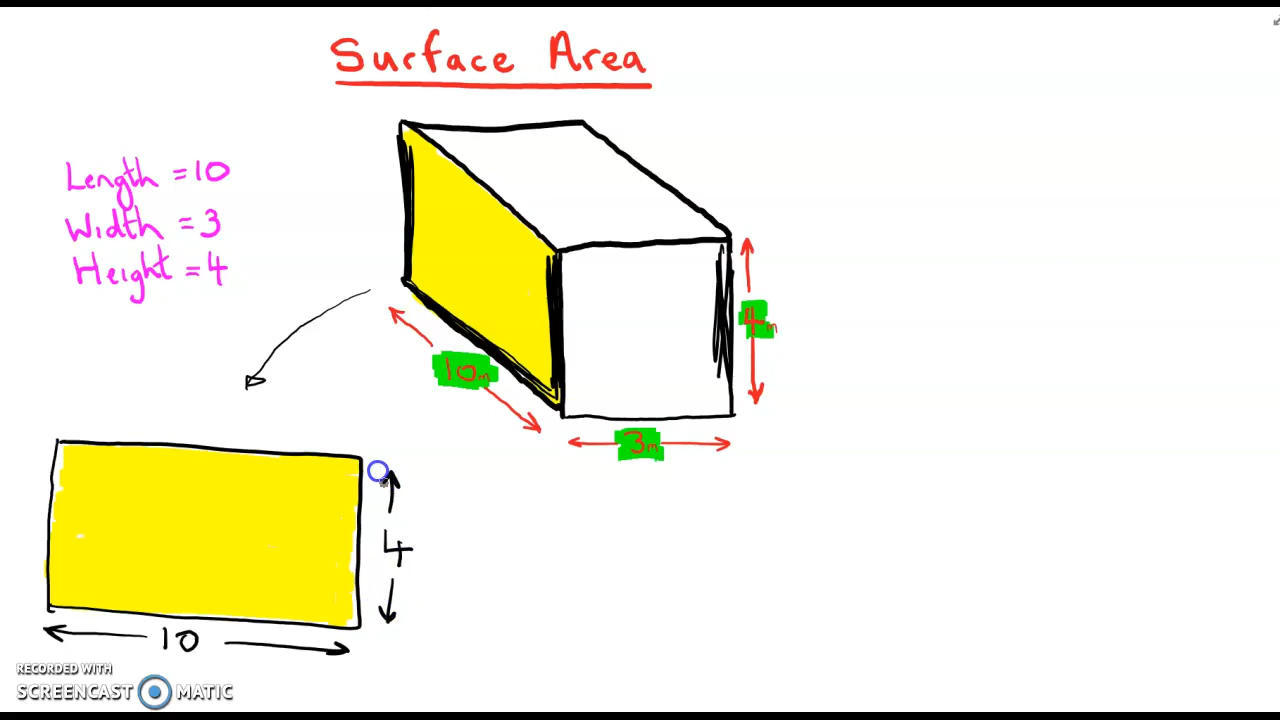 Surface Area
Length = 10
Width = 3
Height = 4
4m
10m
3m
4
10
RECORDED WITH
SCREENCAST MATIC